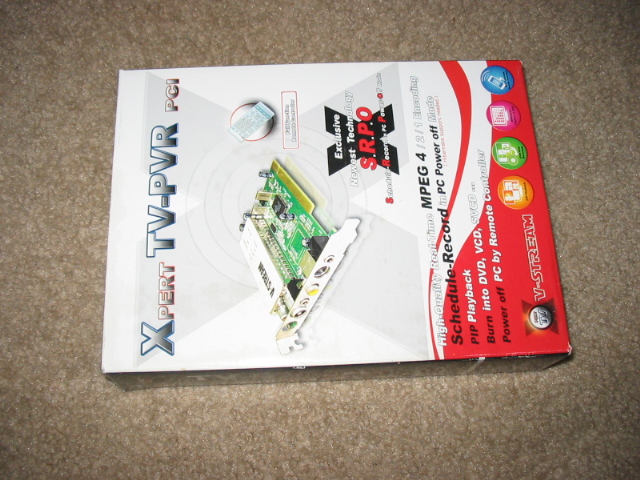 XPERT TV-PVR PCI
Exclusive
Newest Technology
S.R.P.O
Schedule-Recording PC Power-Off Mode
High-Quality Real-Time MPEG 4 / 2 / 1 Encoding
Schedule-Record in PC Power off Mode
PIP Playback
Burn into DVD, VCD, SVCD
Power off PC by Remote Controller
V-STREAM